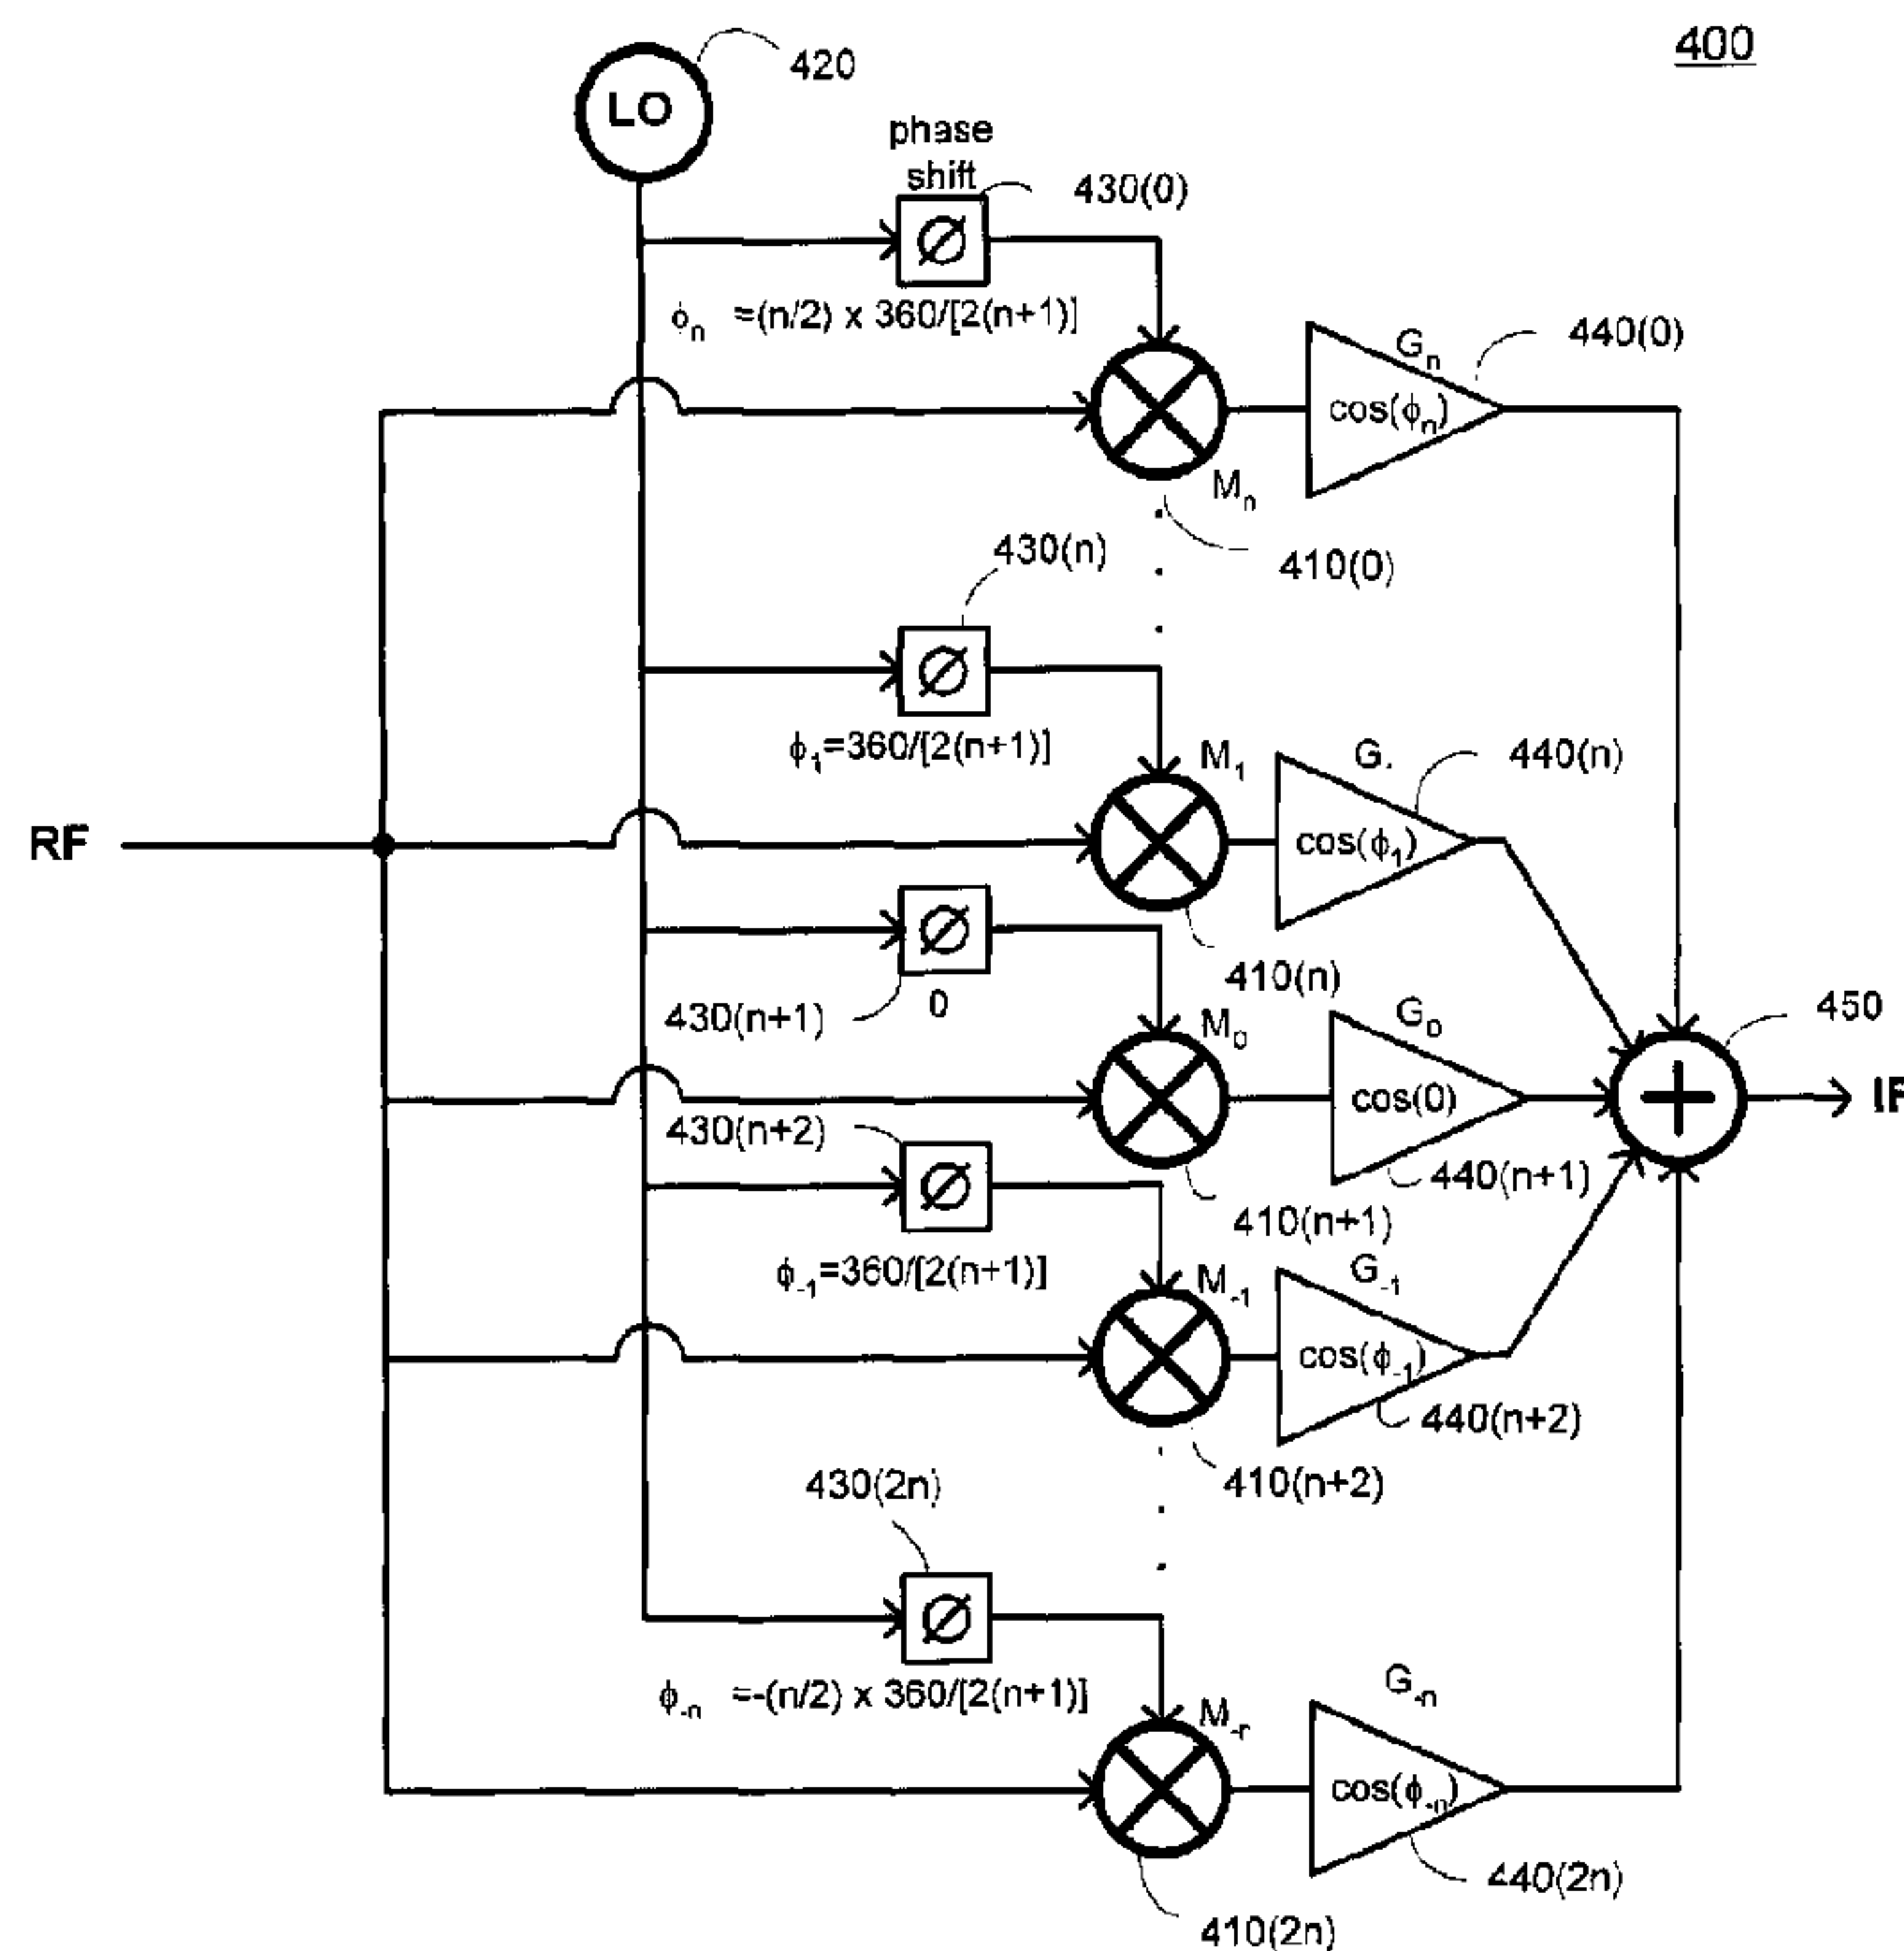 400
420
LO
phase
shift
430(0)
ϕn =(n/2) x 360/[2(n+1)]
Gn
440(0)
cos(ϕn)
Mn
410(0)
430(n)
ϕ1=360/[2(n+1)]
M1
G.
440(n)
cos(ϕ1)
RF
410(n)
430(n+1)
0
M0
G0
450
cos(0)
IF
430(n+2)
440(n+1)
410(n+1)
ϕ-1=360/[2(n+1)]
M-1
G-1
cos(ϕ-1)
440(n+2)
410(n+2)
430(2n)
ϕ-n =-(n/2) x 360/[2(n+1)]
M-r
G-n
cos(ϕ-n)
440(2n)
410(2n)